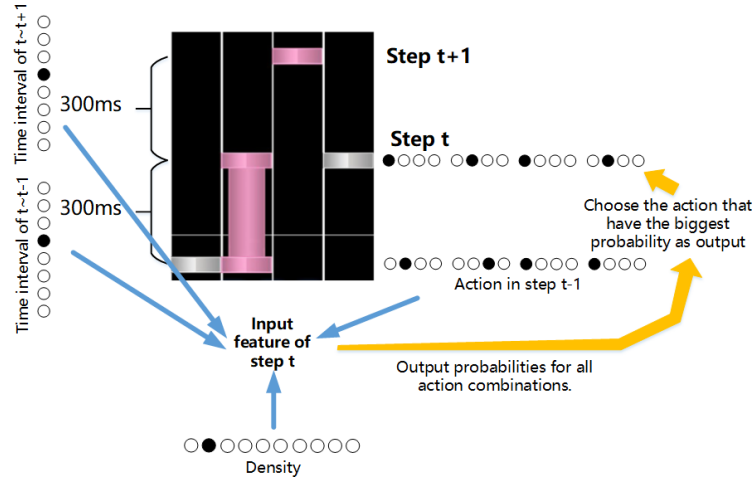 Time interval of t~t+1
300ms
Step t+1
Step t
300ms
Time interval of t~t-1
Choose the action that
have the biggest
probability as output
Action in step t-1
Input
feature of
step t
Output probabilities for all
action combinations.
Density